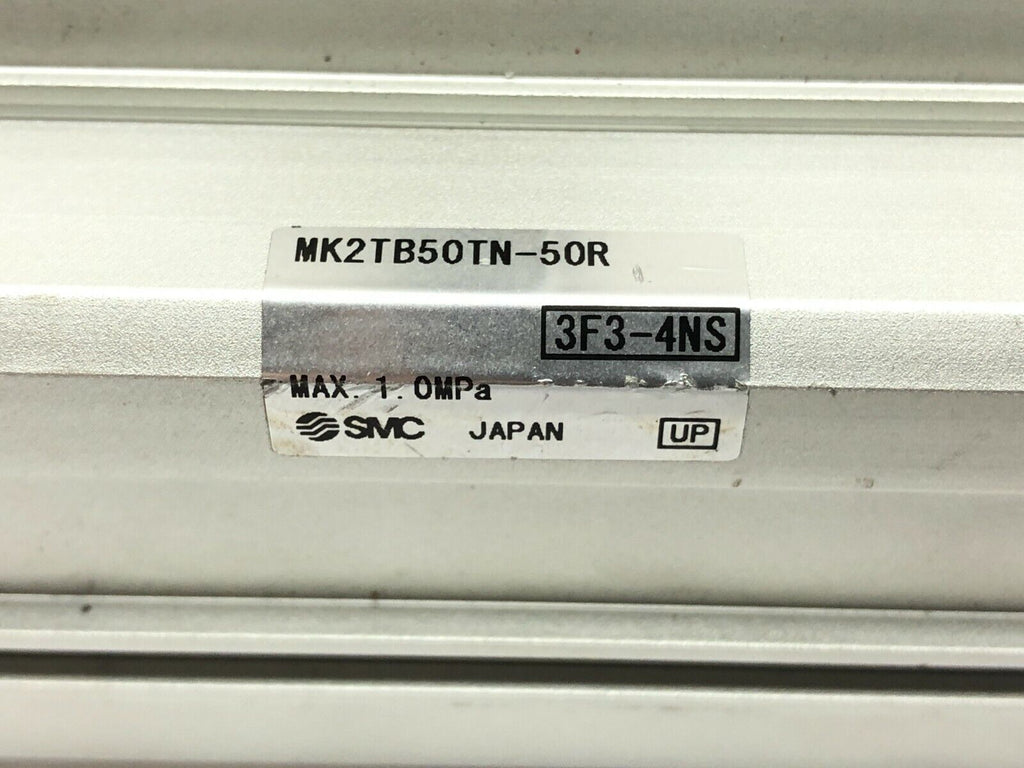 MK2TB50TN-50R
3F3-4NS
MAX. 1.0MPa
SMC JAPAN UP